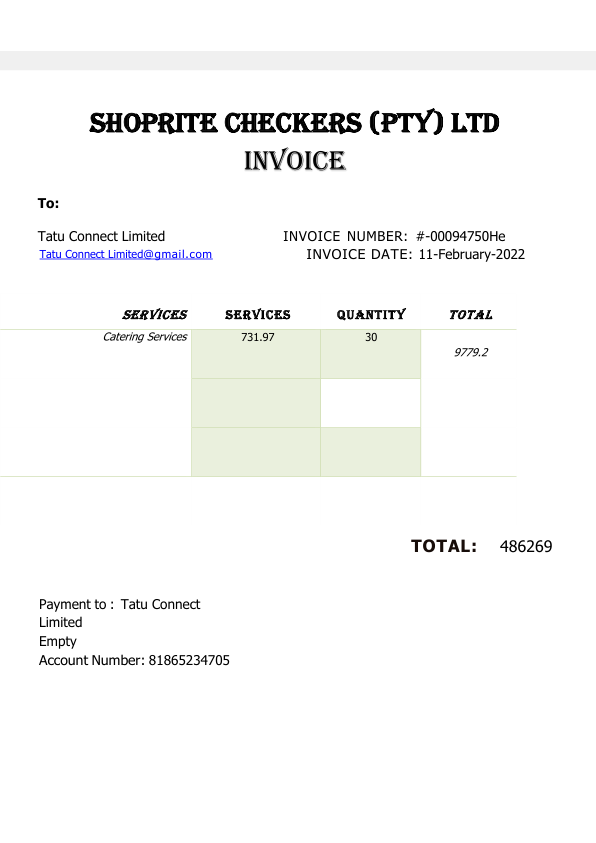 SHOPRITE CHECKERS (PTY) LTD
INVOICE
To:
Tatu Connect Limited INVOICE NUMBER: #-00094750He
Tatu Connect Limited@gmail.com INVOICE DATE: 11-February-2022
SERVICES SERVICES QUANTITY TOTAL
Catering Services 731.97 30
9779.2
TOTAL: 486269
Payment to : Tatu Connect
Limited
Empty
Account Number: 81865234705